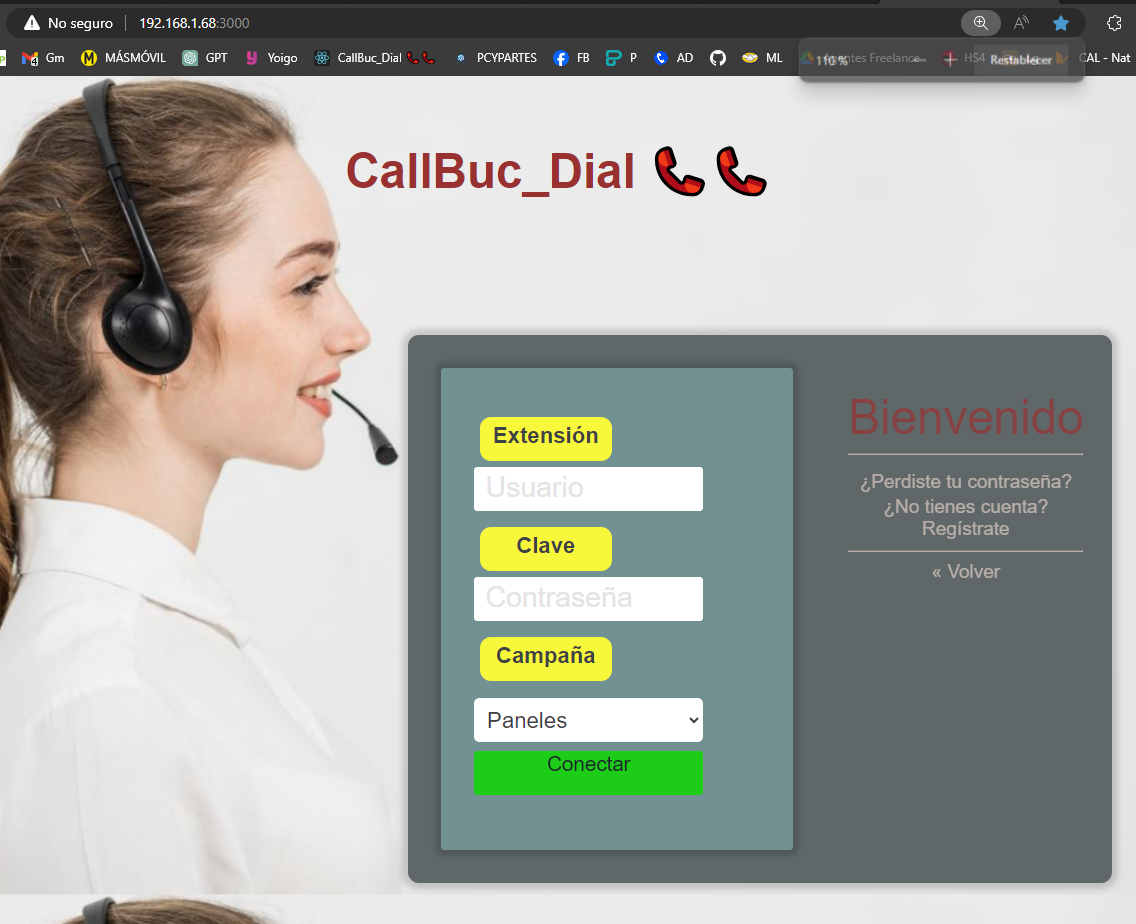 No seguro 192.168.1.68:3000
Gm MÁSMÓVIL GPT Yoigo CallBuc_Dial PCYPARTES FB P AD ML Agentes Freelance HS4 CAL - Nat
110 % Restablecer
CallBuc_Dial
Extensión
Usuario
Clave
Contraseña
Campaña
Paneles
Conectar
Bienvenido
¿Perdiste tu contraseña?
¿No tienes cuenta?
Regístrate
« Volver